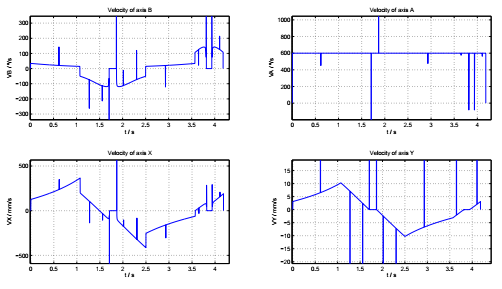 Velocity of axis B
VB / °/s
300
200
100
0
−100
−200
−300
0 0.5 1 1.5 2 2.5 3 3.5 4
t / s
Velocity of axis A
VA / °/s
1000
800
600
400
200
0
0 0.5 1 1.5 2 2.5 3 3.5 4
t / s
Velocity of axis X
VX / mm/s
500
0
−500
0 0.5 1 1.5 2 2.5 3 3.5 4
t / s
Velocity of axis Y
VY / mm/s
15
10
5
0
−5
−10
−15
−20
0 0.5 1 1.5 2 2.5 3 3.5 4
t / s